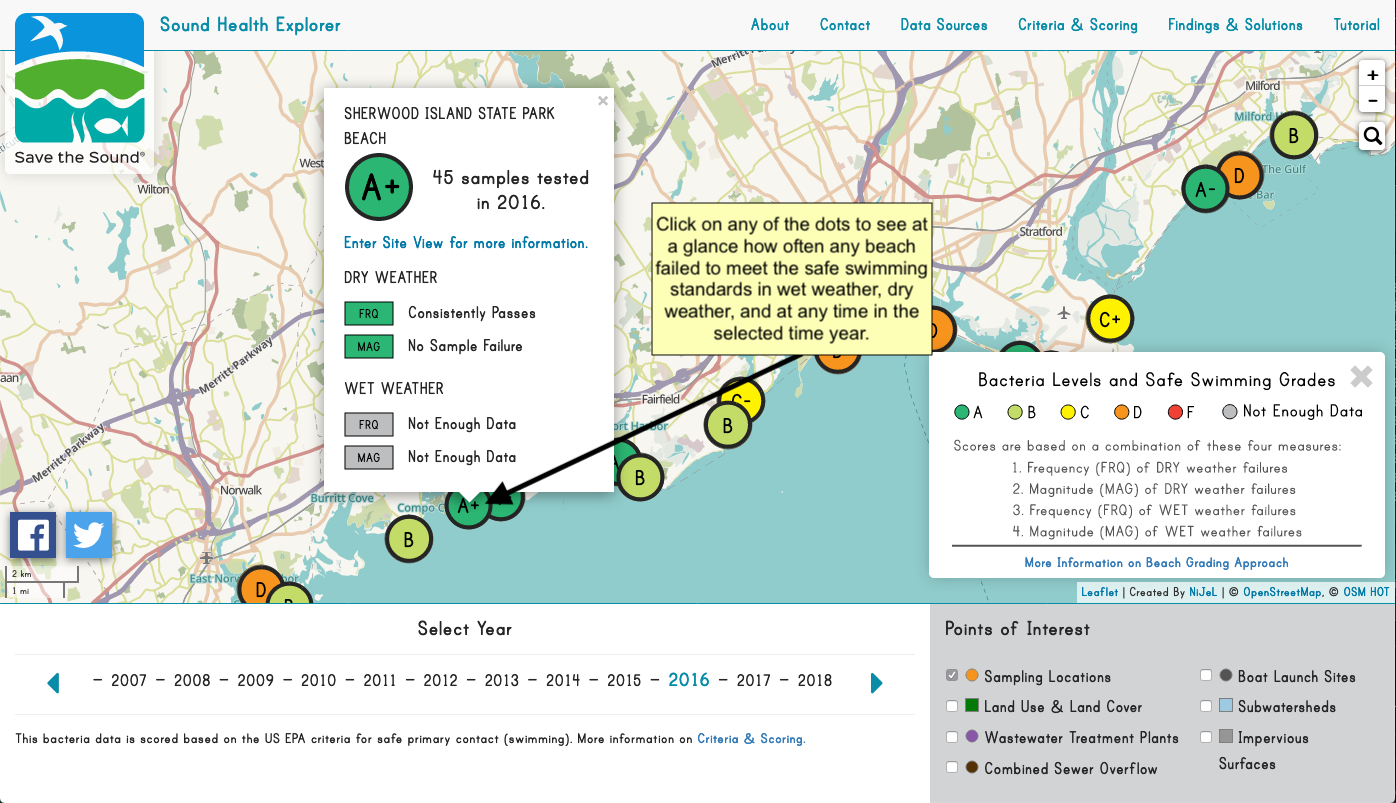 Sound Health Explorer
About
Contact
Data Sources
Criteria & Scoring
Findings & Solutions
Tutorial
Save the Sound®
Merritt Parkway
+
-
Milford
Milford
B
The Gulf
D
Bar
A-
Stratford
C+
Wilton
West
SHERWOOD ISLAND STATE PARK
BEACH
×
A+
45 samples tested
in 2016.
Enter Site View for more information.
DRY WEATHER
FRQ
Consistently Passes
MAG
No Sample Failure
WET WEATHER
FRQ
Not Enough Data
MAG
Not Enough Data
Click on any of the dots to see at
a glance how often any beach
failed to meet the safe swimming
standards in wet weather, dry
weather, and at any time in the
selected time year.
D
D
Merritt Parkway
Merritt Parkway
Fairfield
C-
B
B
Norwalk
Burritt Cove
Compo
A+
B
East
D
B
2 km
1 mi
Bacteria Levels and Safe Swimming Grades
A
B
C
D
F
Not Enough Data
Scores are based on a combination of these four measures:
1. Frequency (FRQ) of DRY weather failures
2. Magnitude (MAG) of DRY weather failures
3. Frequency (FRQ) of WET weather failures
4. Magnitude (MAG) of WET weather failures
More Information on Beach Grading Approach
Leaflet | Created By NiJeL | © OpenStreetMap, © OSM HOT
Select Year
– 2007 – 2008 – 2009 – 2010 – 2011 – 2012 – 2013 – 2014 – 2015 – 2016 – 2017 – 2018
This bacteria data is scored based on the US EPA criteria for safe primary contact (swimming). More information on Criteria & Scoring.
Points of Interest
Sampling Locations
Land Use & Land Cover
Wastewater Treatment Plants
Combined Sewer Overflow
Boat Launch Sites
Subwatersheds
Impervious
Surfaces